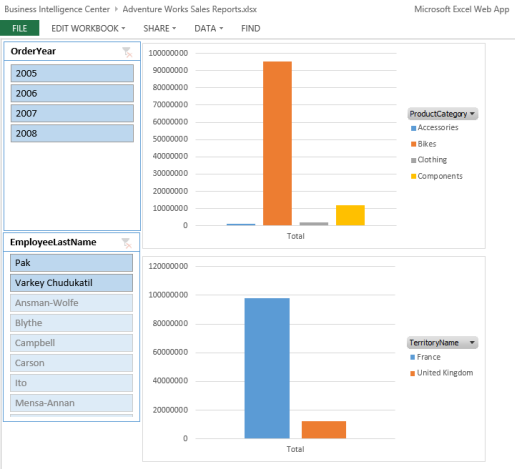 Business Intelligence Center ▸ Adventure Works Sales Reports.xlsx
Microsoft Excel Web App
FILE EDIT WORKBOOK ▾ SHARE ▾ DATA ▾ FIND
OrderYear
2005
2006
2007
2008
EmployeeLastName
Pak
Varkey Chudukatil
Ansman-Wolfe
Blythe
Campbell
Carson
Ito
Mensa-Annan
100000000
90000000
80000000
70000000
60000000
50000000
40000000
30000000
20000000
10000000
0
Total
ProductCategory ▾
Accessories
Bikes
Clothing
Components
120000000
100000000
80000000
60000000
40000000
20000000
0
Total
TerritoryName ▾
France
United Kingdom